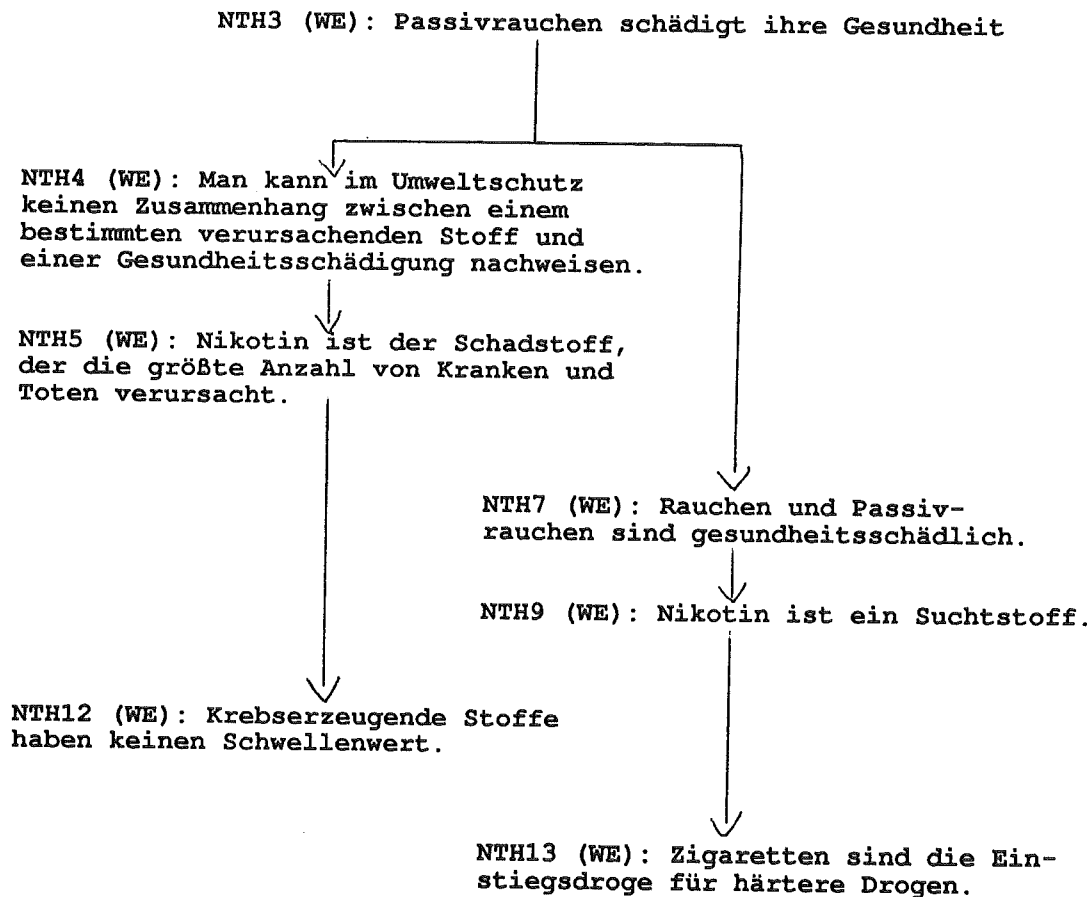 NTH3 (WE): Passivrauchen schädigt ihre Gesundheit
NTH4 (WE): Man kann im Umweltschutz
keinen Zusammenhang zwischen einem
bestimmten verursachenden Stoff und
einer Gesundheitsschädigung nachweisen.
NTH5 (WE): Nikotin ist der Schadstoff,
der die größte Anzahl von Kranken und
Toten verursacht.
NTH7 (WE): Rauchen und Passiv-
rauchen sind gesundheitsschädlich.
NTH9 (WE): Nikotin ist ein Suchtstoff.
NTH12 (WE): Krebserzeugende Stoffe
haben keinen Schwellenwert.
NTH13 (WE): Zigaretten sind die Ein-
stiegsdroge für härtere Drogen.